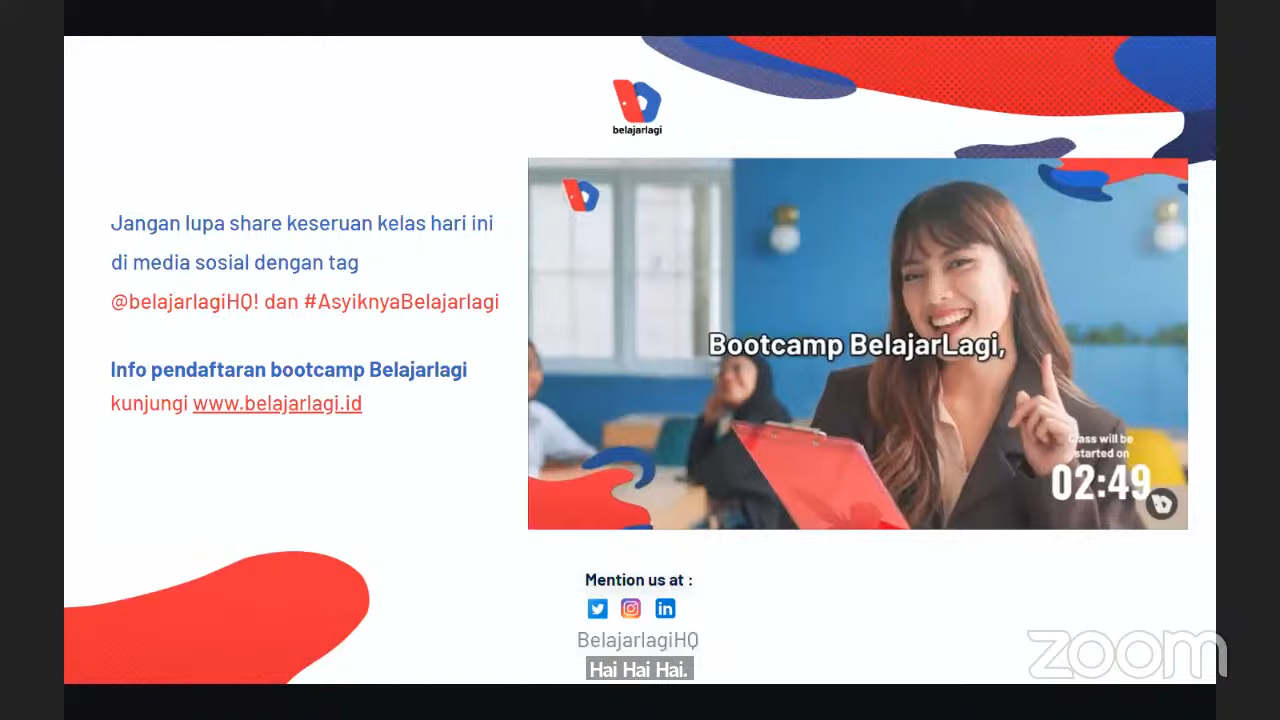 belajarlagi
Jangan lupa share keseruan kelas hari ini
di media sosial dengan tag
@belajarlagiHQ! dan #AsyiknyaBelajarlagi
Info pendaftaran bootcamp Belajarlagi
kunjungi www.belajarlagi.id
Bootcamp BelajarLagi,
Class will be
started on
02:49
Mention us at :
BelajarlagiHQ
Hai Hai Hai.
zoom